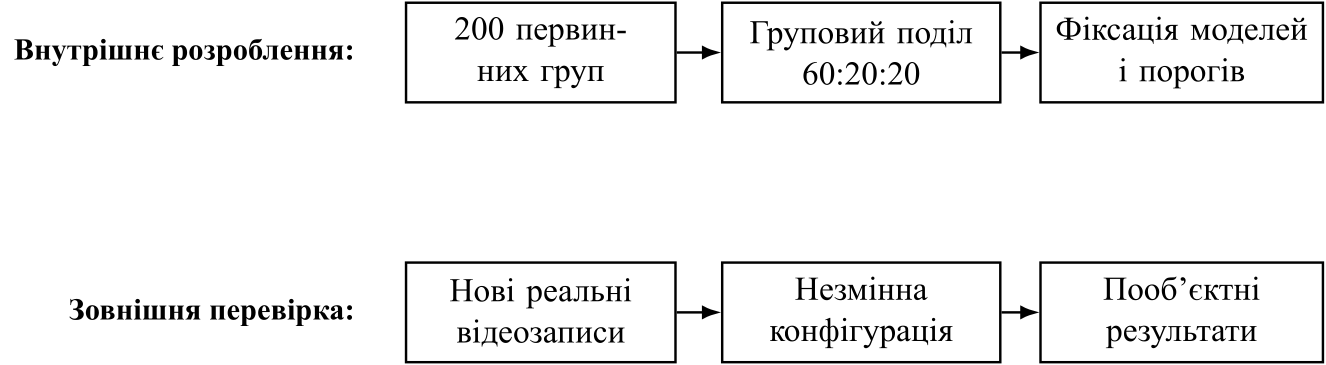 Внутрішнє розроблення:
200 первин-
них груп
Груповий поділ
60:20:20
Фіксація моделей
і порогів
Зовнішня перевірка:
Нові реальні
відеозаписи
Незмінна
конфігурація
Пооб’єктні
результати